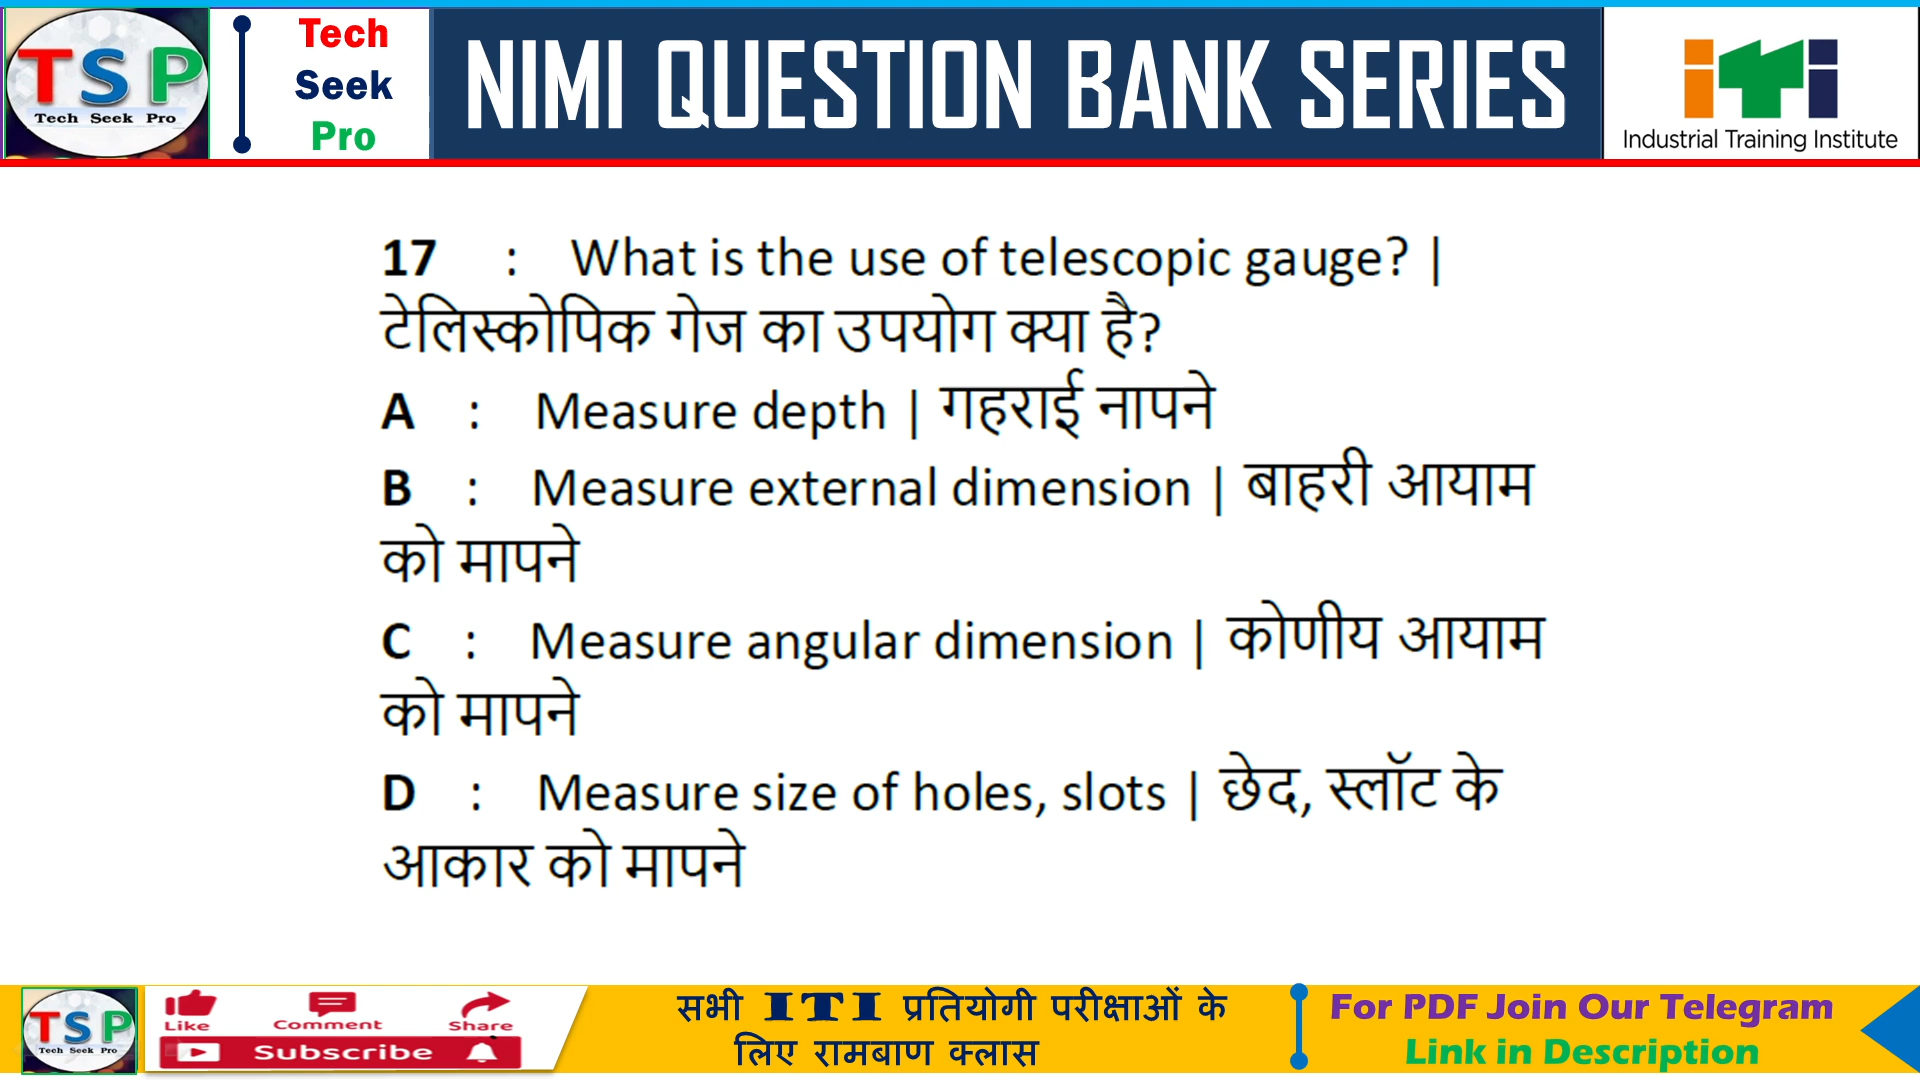 TSP
Tech Seek Pro
Tech
Seek
Pro
NIMI QUESTION BANK SERIES
iTi
Industrial Training Institute
17 : What is the use of telescopic gauge? |
टेलिस्कोपिक गेज का उपयोग क्या है?
A : Measure depth | गहराई नापने
B : Measure external dimension | बाहरी आयाम
को मापने
C : Measure angular dimension | कोणीय आयाम
को मापने
D : Measure size of holes, slots | छेद, स्लॉट के
आकार को मापने
TSP
Tech Seek Pro
Like Comment Share
Subscribe
सभी ITI प्रतियोगी परीक्षाओं के
लिए रामबाण क्लास
For PDF Join Our Telegram
Link in Description